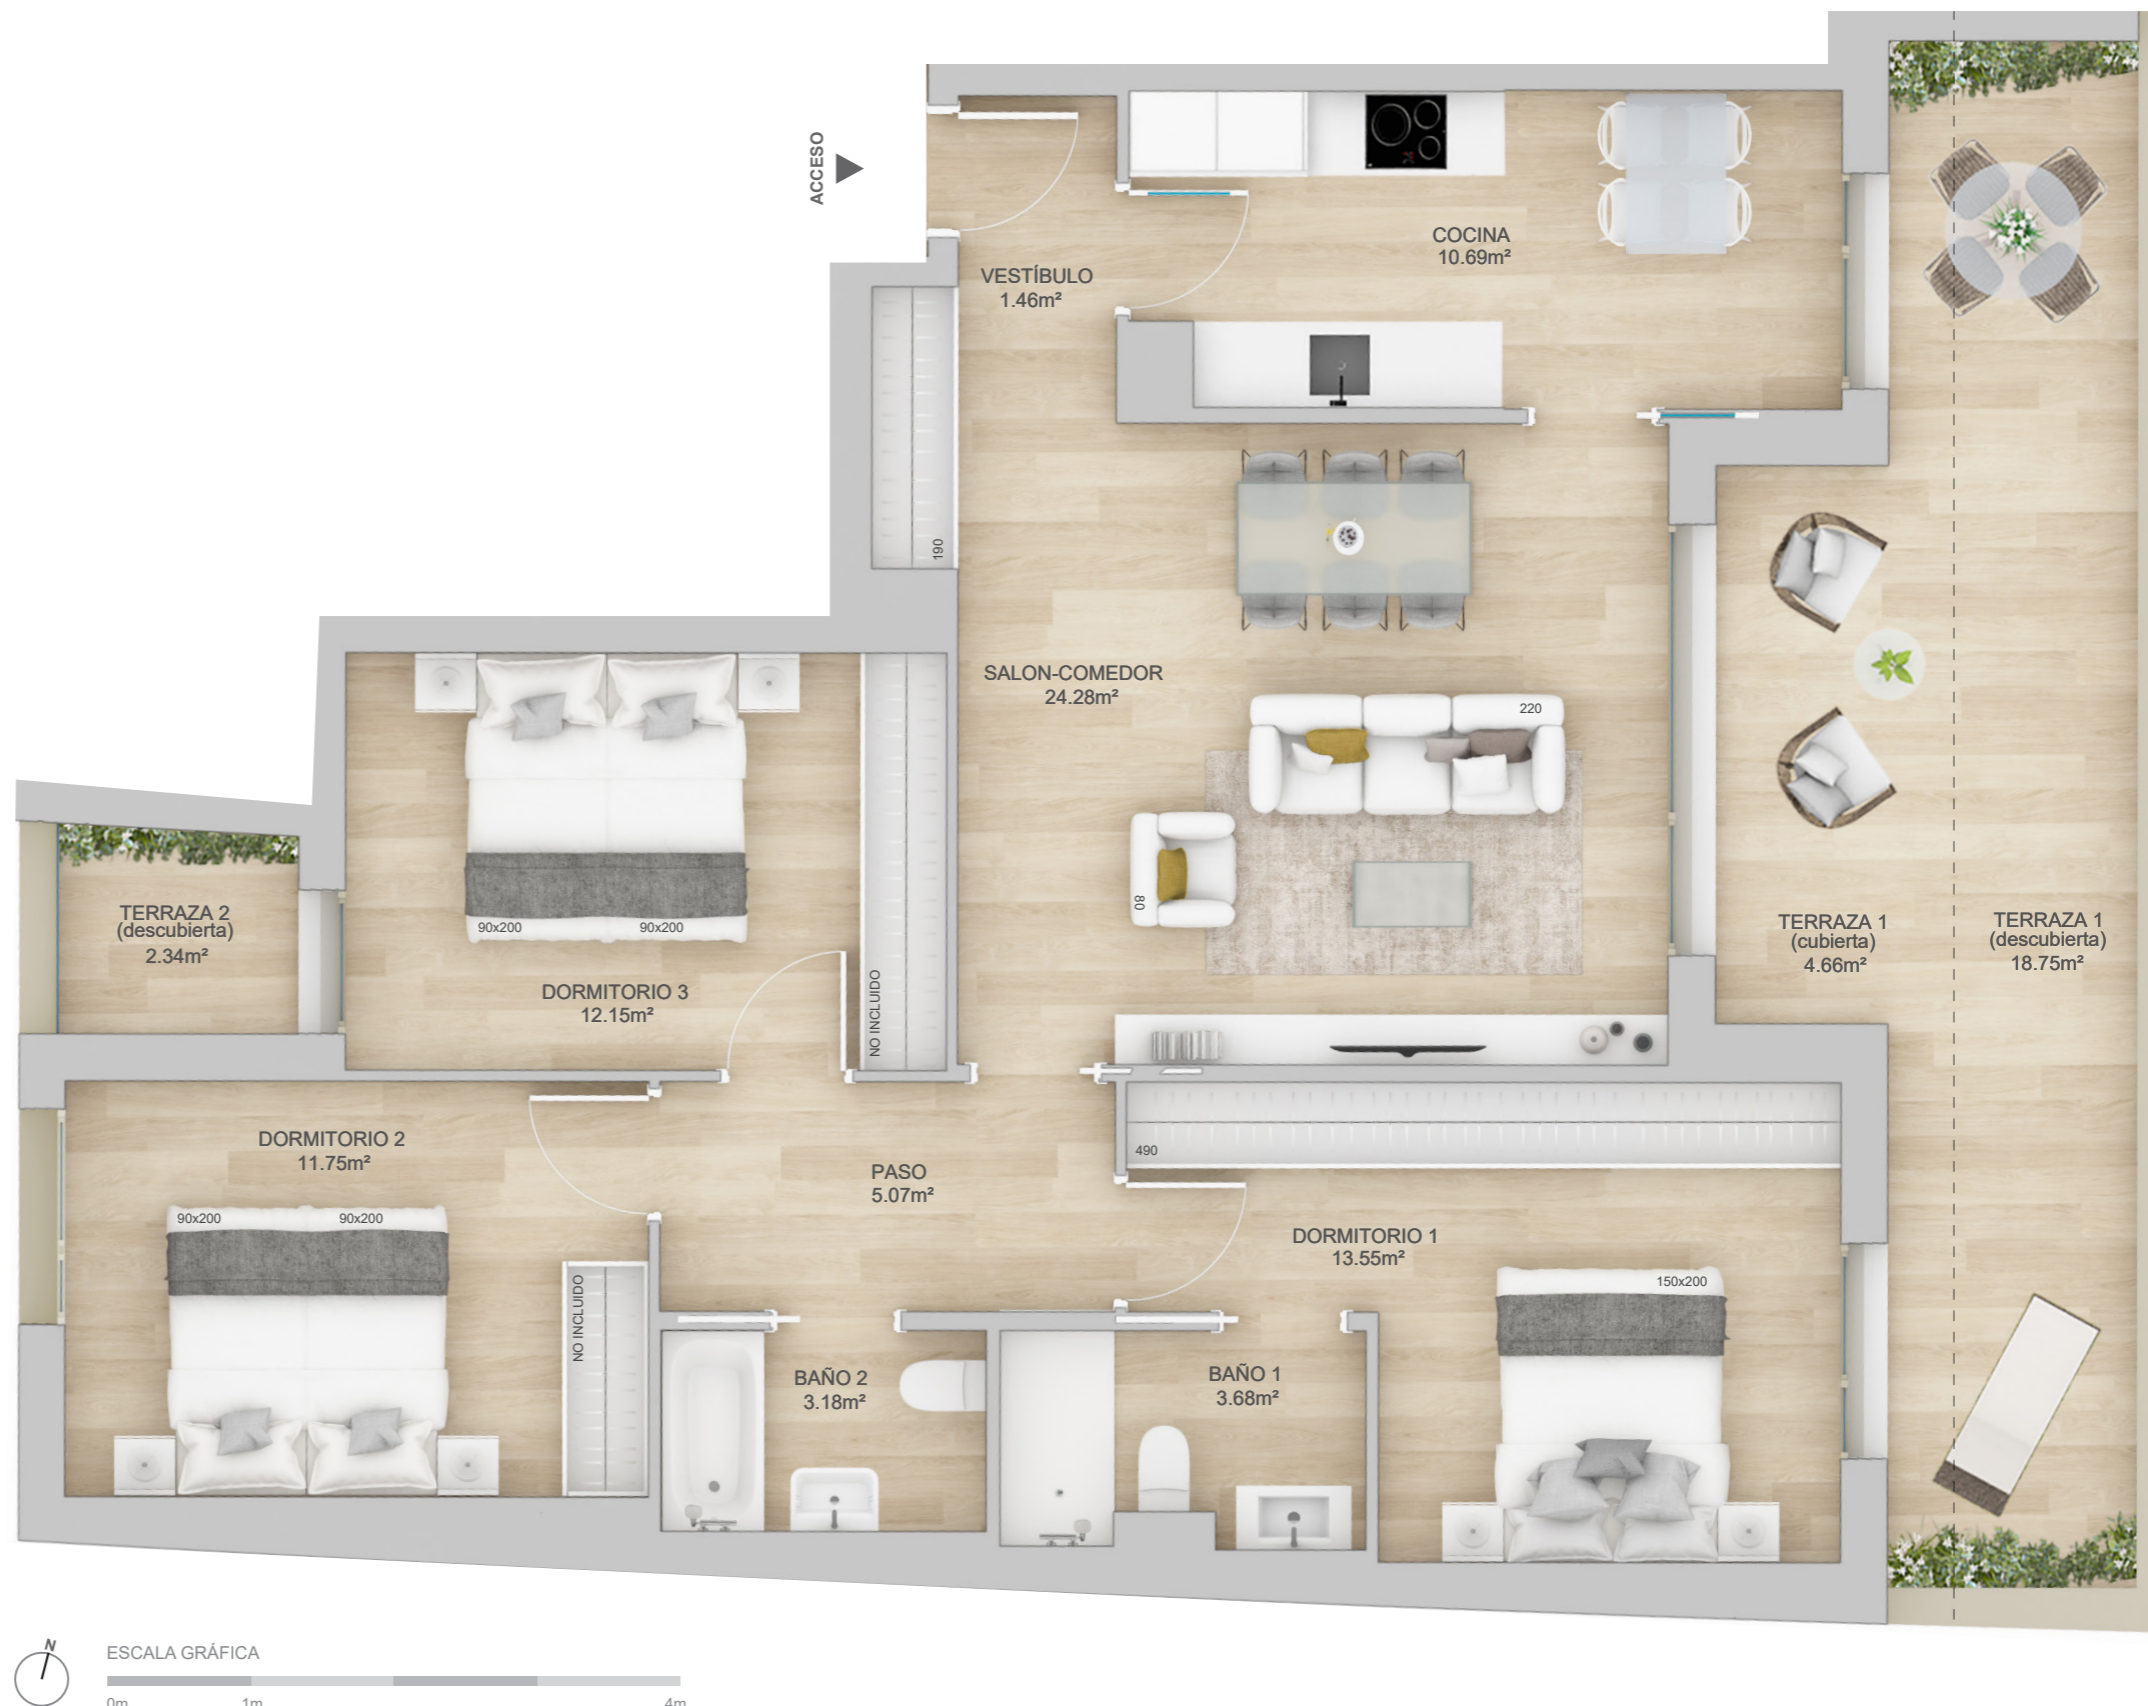 ACCESO
COCINA
10.69m²
VESTÍBULO
1.46m²
190
SALON-COMEDOR
24.28m²
220
80
TERRAZA 2
(descubierta)
2.34m²
90x200
90x200
DORMITORIO 3
12.15m²
NO INCLUIDO
TERRAZA 1
(cubierta)
4.66m²
TERRAZA 1
(descubierta)
18.75m²
DORMITORIO 2
11.75m²
90x200
90x200
NO INCLUIDO
PASO
5.07m²
490
DORMITORIO 1
13.55m²
150x200
BAÑO 2
3.18m²
BAÑO 1
3.68m²
N
ESCALA GRÁFICA
0m 1m 4m